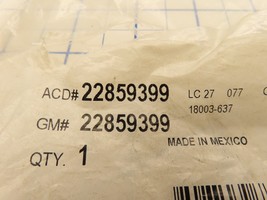 ACD# 22859399 LC 27 077
18003-637
GM# 22859399
MADE IN MEXICO
QTY. 1